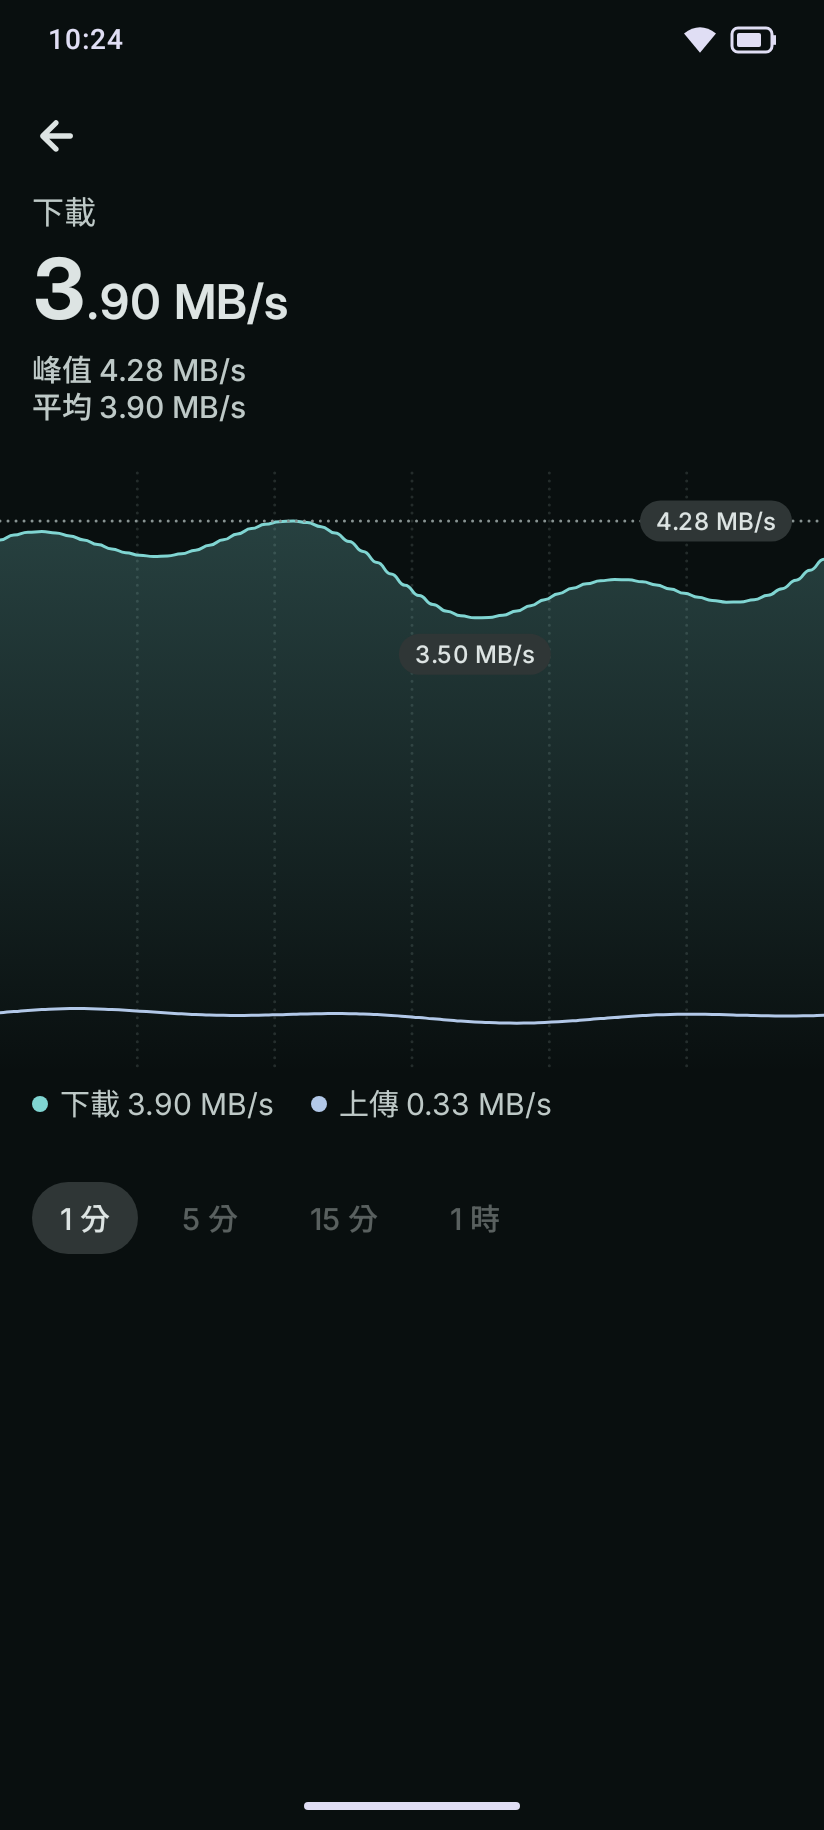 10:24
下載
3.90 MB/s
峰值 4.28 MB/s
平均 3.90 MB/s
4.28 MB/s
3.50 MB/s
下載 3.90 MB/s 上傳 0.33 MB/s
1 分 5 分 15 分 1 時